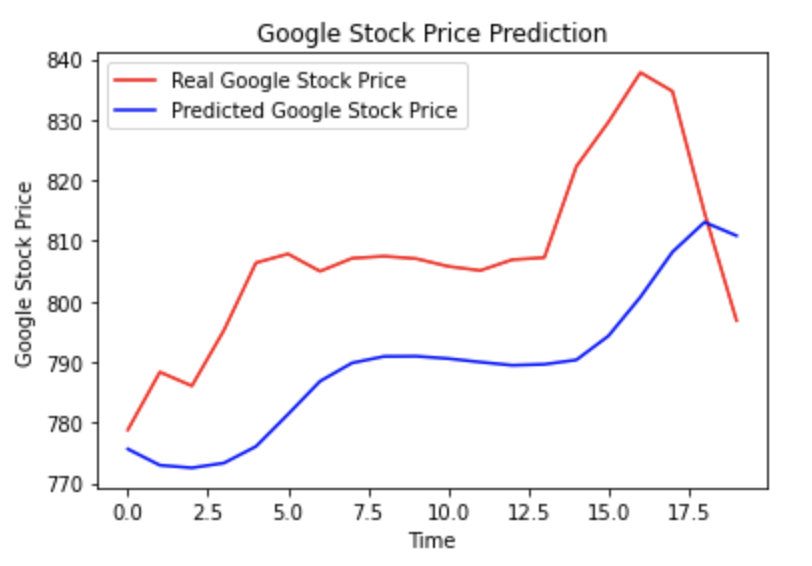 Google Stock Price Prediction
Real Google Stock Price
Predicted Google Stock Price
Google Stock Price
840
830
820
810
800
790
780
770
0.0 2.5 5.0 7.5 10.0 12.5 15.0 17.5
Time